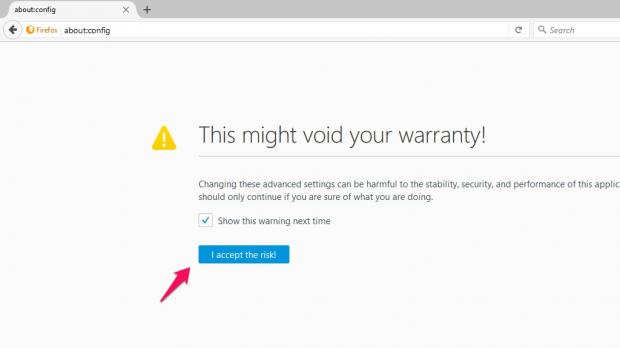 about:config
Firefox about:config
Search
This might void your warranty!
Changing these advanced settings can be harmful to the stability, security, and performance of this applic
should only continue if you are sure of what you are doing.
Show this warning next time
I accept the risk!